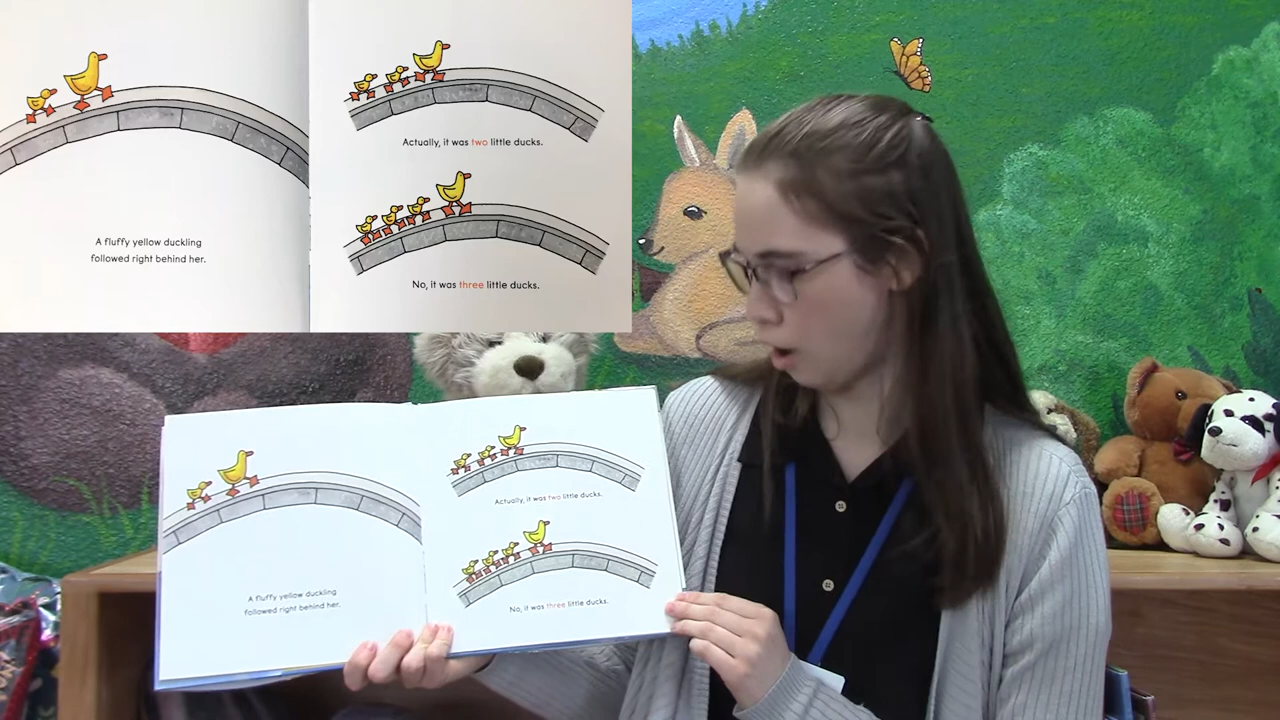 A fluffy yellow duckling
followed right behind her.
Actually, it was two little ducks.
No, it was three little ducks.
A fluffy yellow duckling
followed right behind her.
Actually, it was two little ducks.
No, it was three little ducks.